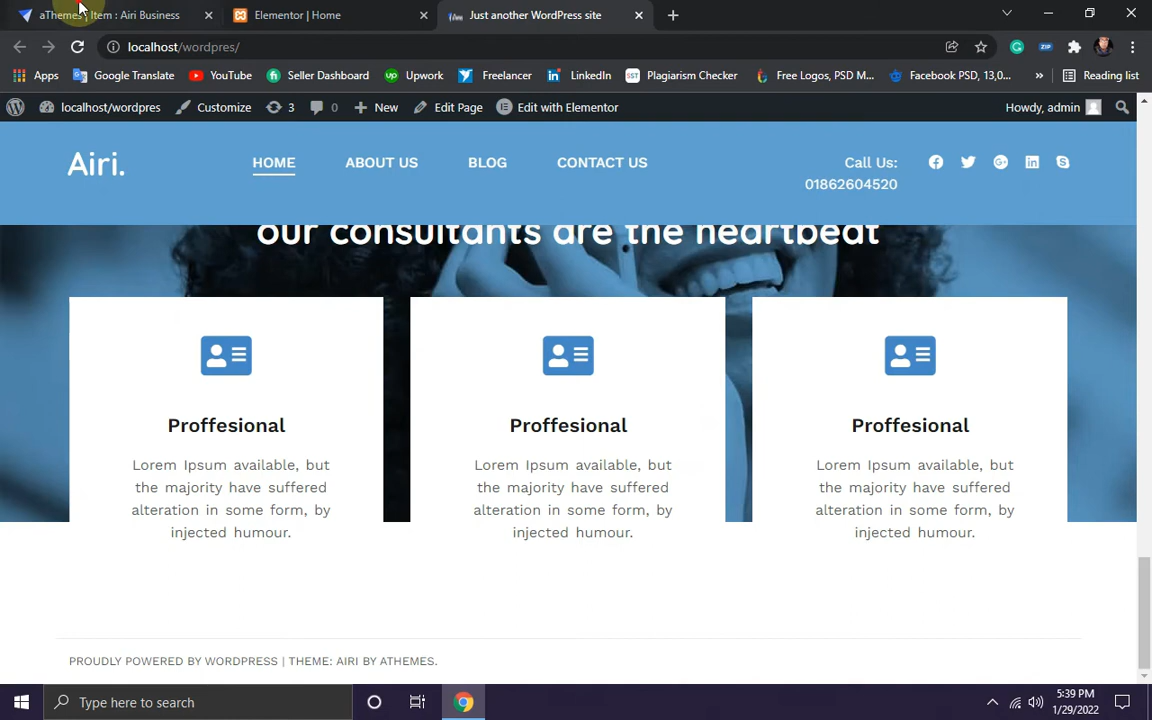 aThemes | Item : Airi Business
Elementor | Home
Just another WordPress site
localhost/wordpres/
ZIP
Apps
Google Translate
YouTube
Seller Dashboard
Upwork
Freelancer
LinkedIn
SST
Plagiarism Checker
Free Logos, PSD M...
Facebook PSD, 13,0...
»
Reading list
localhost/wordpres
Customize
3
0
New
Edit Page
Edit with Elementor
Howdy, admin
Airi.
HOME
ABOUT US
BLOG
CONTACT US
Call Us:
01862604520
our consultants are the heartbeat
Proffesional
Lorem Ipsum available, but
the majority have suffered
alteration in some form, by
injected humour.
Proffesional
Lorem Ipsum available, but
the majority have suffered
alteration in some form, by
injected humour.
Proffesional
Lorem Ipsum available, but
the majority have suffered
alteration in some form, by
injected humour.
PROUDLY POWERED BY WORDPRESS | THEME: AIRI BY ATHEMES.
Type here to search
5:39 PM
1/29/2022